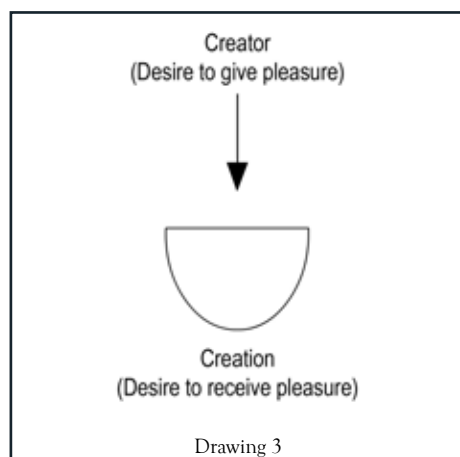 Creator
(Desire to give pleasure)
Creation
(Desire to receive pleasure)
Drawing 3